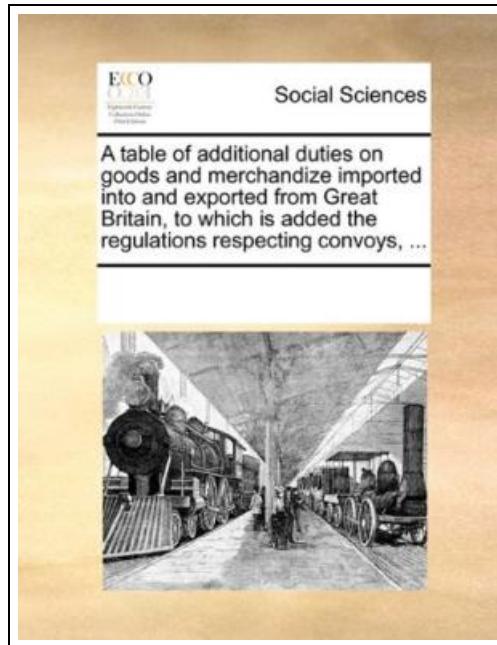 ECCO
Social Sciences
A table of additional duties on
goods and merchandize imported
into and exported from Great
Britain, to which is added the
regulations respecting convoys, ...